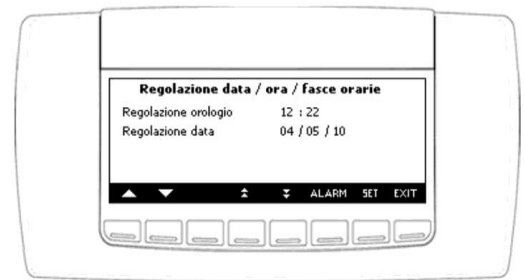 Regolazione data / ora / fasce orarie
Regolazione orologio 12 : 22
Regolazione data 04 / 05 / 10
ALARM SET EXIT